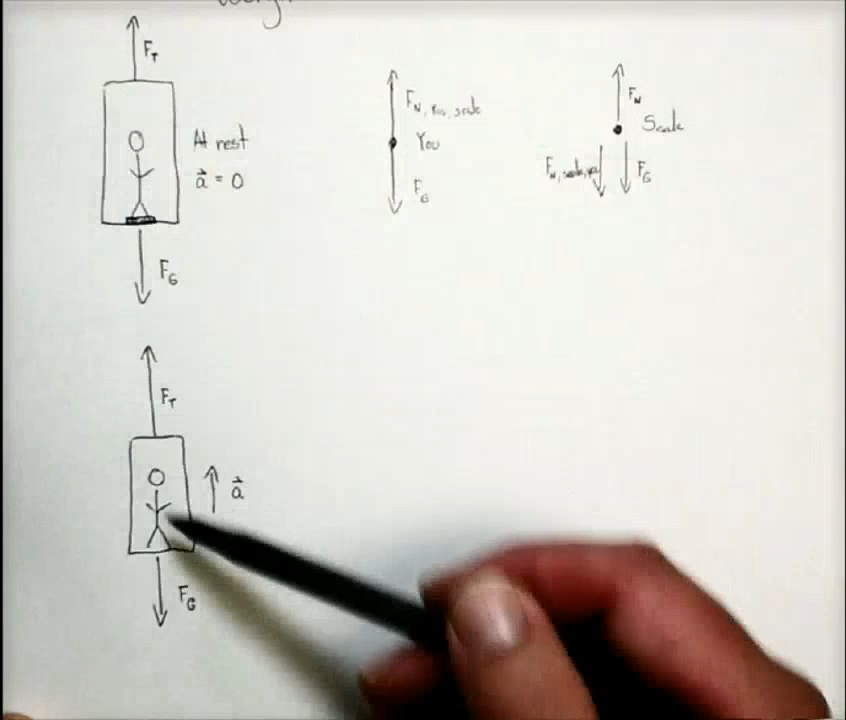 F_T
At rest
a⃗ = 0
F_G
F_N, You, scale
You
F_G
F_N
Scale
F_G
F_T
a⃗
F_G